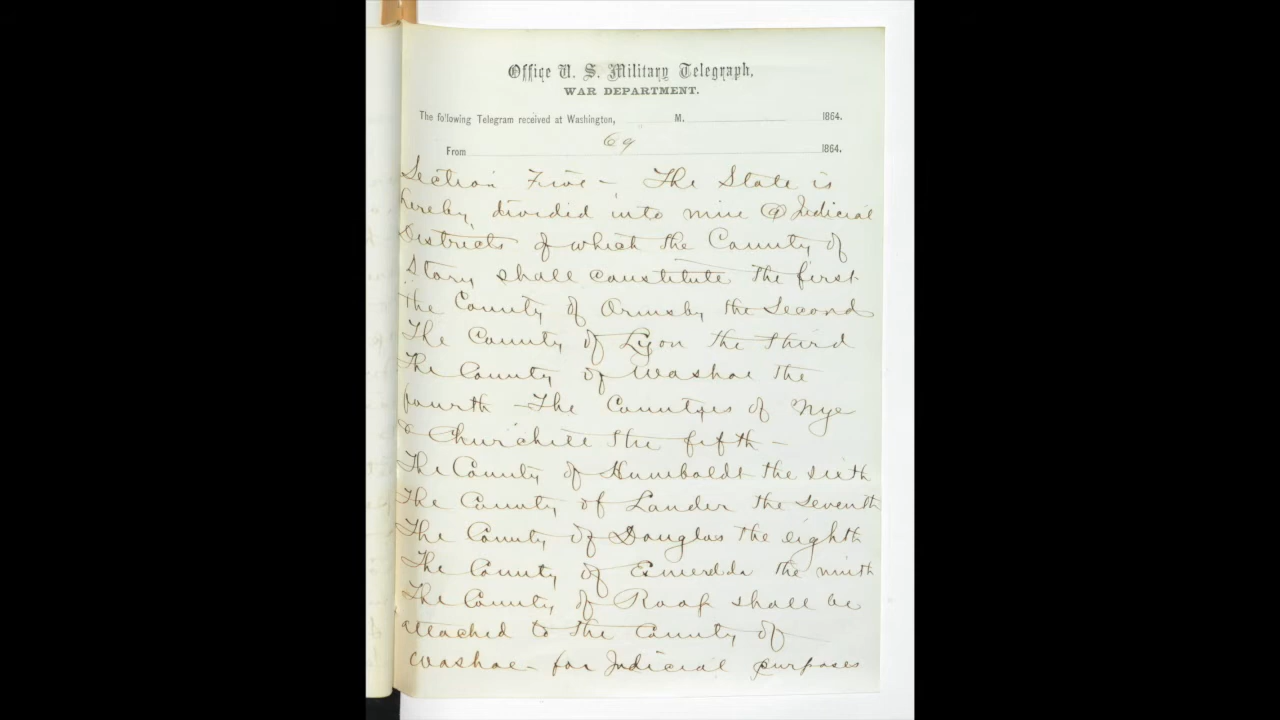 Office U. S. Military Telegraph,
WAR DEPARTMENT.
The following Telegram received at Washington, M. 1864.
69
From 1864.
Section Five - The State is
hereby divided into nine @ Judicial
Districts of which the County of
Story shall constitute the first
The County of Ormsby the Second
The County of Lyon the third
The County of Washoe the
fourth - The Counties of Nye
& Churchill the fifth -
The County of Humboldt the sixth
The County of Lander the seventh
The County of Douglas the eighth
The County of Esmerelda the ninth
The County of Roop shall be
attached to the County of
Washoe - for Judicial purposes